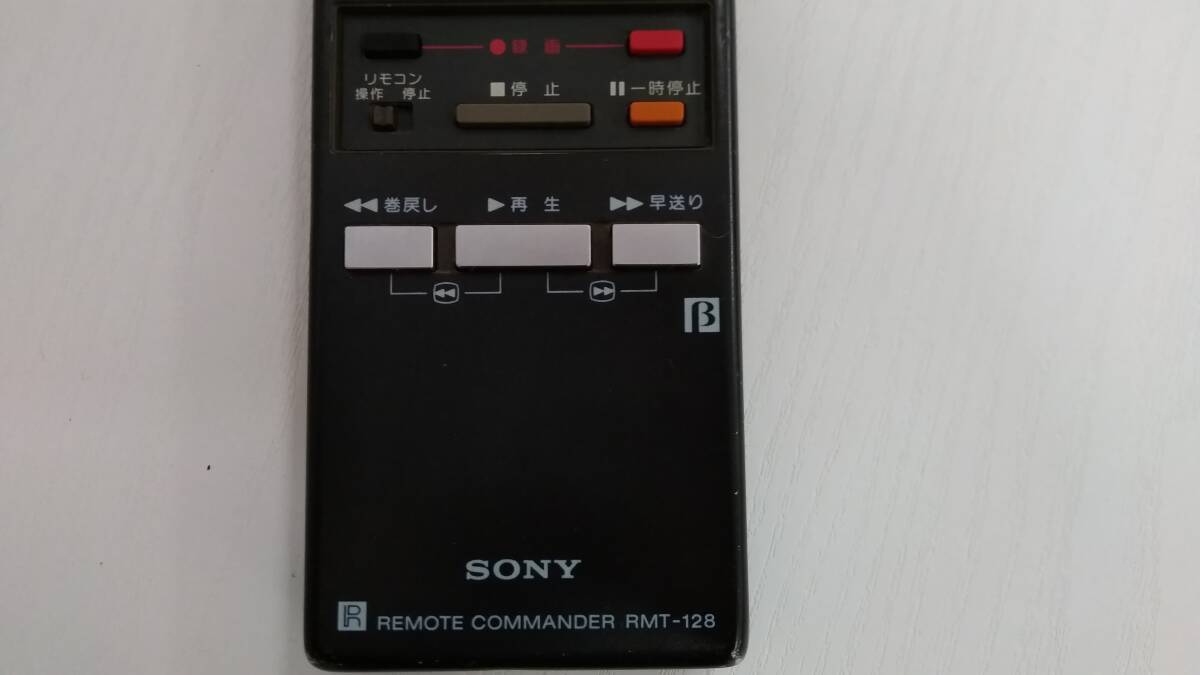 ● 録画
リモコン
操作 停止
■ 停止
▮▮ 一時停止
◀◀ 巻戻し
▶ 再生
▶▶ 早送り
β
SONY
R REMOTE COMMANDER RMT-128